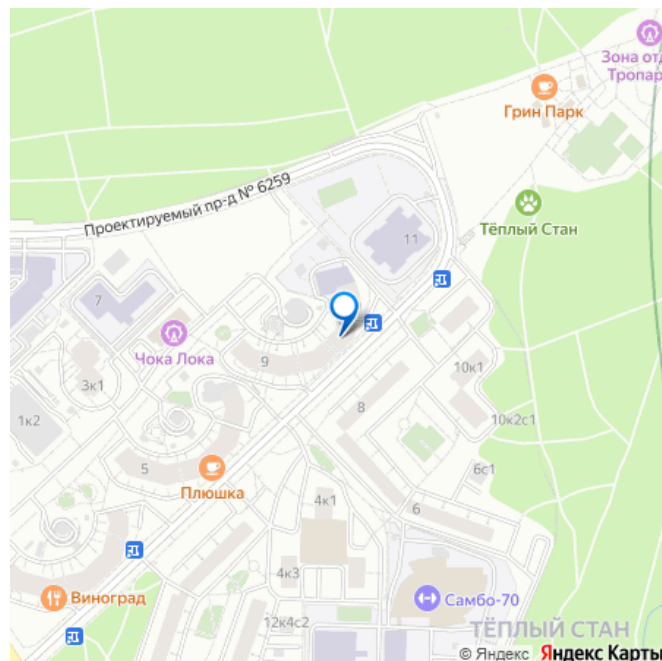 Зона отд
Тропар
Грин Парк
Проектируемый пр-д № 6259
11
Тёплый Стан
7
Чока Лока
9
10к1
3к1
8
1к2
10к2с1
5
Плюшка
6с1
4к1
6
4к3
Виноград
Самбо-70
12к4с2
ТЁПЛЫЙ СТАН
© Яндекс Яндекс Карты